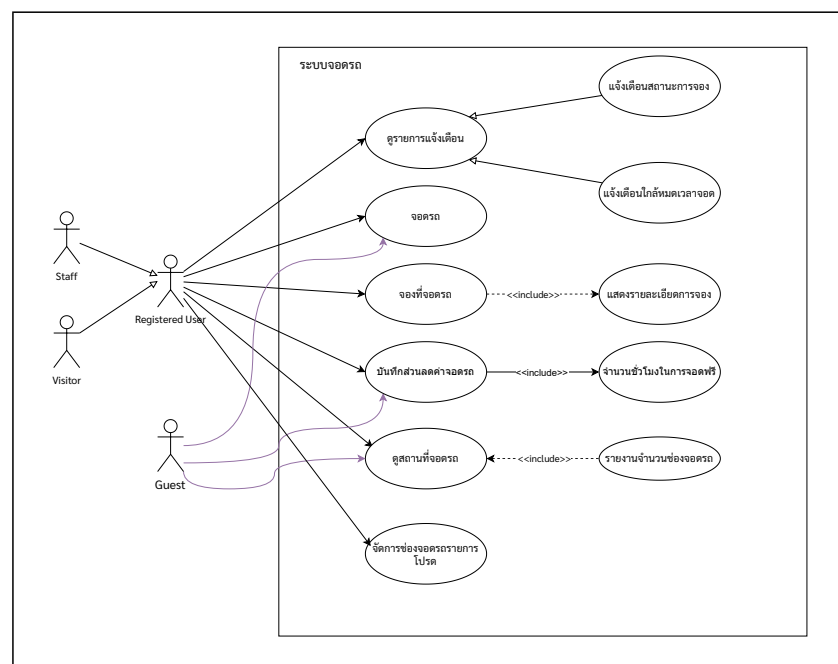 ระบบจอดรถ
แจ้งเตือนสถานะการจอง
ดูรายการแจ้งเตือน
แจ้งเตือนใกล้หมดเวลาจอด
จอดรถ
Staff
Registered User
จองที่จอดรถ
<<include>>
แสดงรายละเอียดการจอง
Visitor
บันทึกส่วนลดค่าจอดรถ
<<include>>
จำนวนชั่วโมงในการจอดฟรี
Guest
ดูสถานที่จอดรถ
<<include>>
รายงานจำนวนช่องจอดรถ
จัดการช่องจอดรถรายการ
โปรด